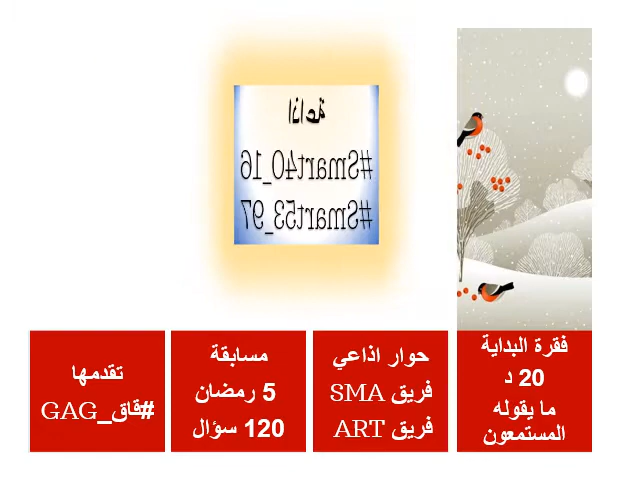 اذاعة
#Smart40_16
#Smart53_97
فقرة البداية
20 د
ما يقوله
المستمعون
حوار اذاعي
فريق SMA
فريق ART
مسابقة
5 رمضان
120 سؤال
تقدمها
#قاق_GAG